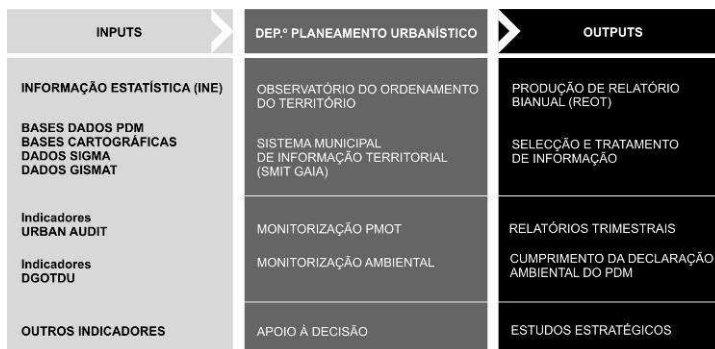 INPUTS
DEP.º PLANEAMENTO URBANÍSTICO
OUTPUTS
INFORMAÇÃO ESTATÍSTICA (INE)
BASES DADOS PDM
BASES CARTOGRÁFICAS
DADOS SIGMA
DADOS GISMAT
Indicadores
URBAN AUDIT
Indicadores
DGOTDU
OUTROS INDICADORES
OBSERVATÓRIO DO ORDENAMENTO
DO TERRITÓRIO
SISTEMA MUNICIPAL
DE INFORMAÇÃO TERRITORIAL
(SMIT GAIA)
MONITORIZAÇÃO PMOT
MONITORIZAÇÃO AMBIENTAL
APOIO À DECISÃO
PRODUÇÃO DE RELATÓRIO
BIANUAL (REOT)
SELECÇÃO E TRATAMENTO
DE INFORMAÇÃO
RELATÓRIOS TRIMESTRAIS
CUMPRIMENTO DA DECLARAÇÃO
AMBIENTAL DO PDM
ESTUDOS ESTRATÉGICOS